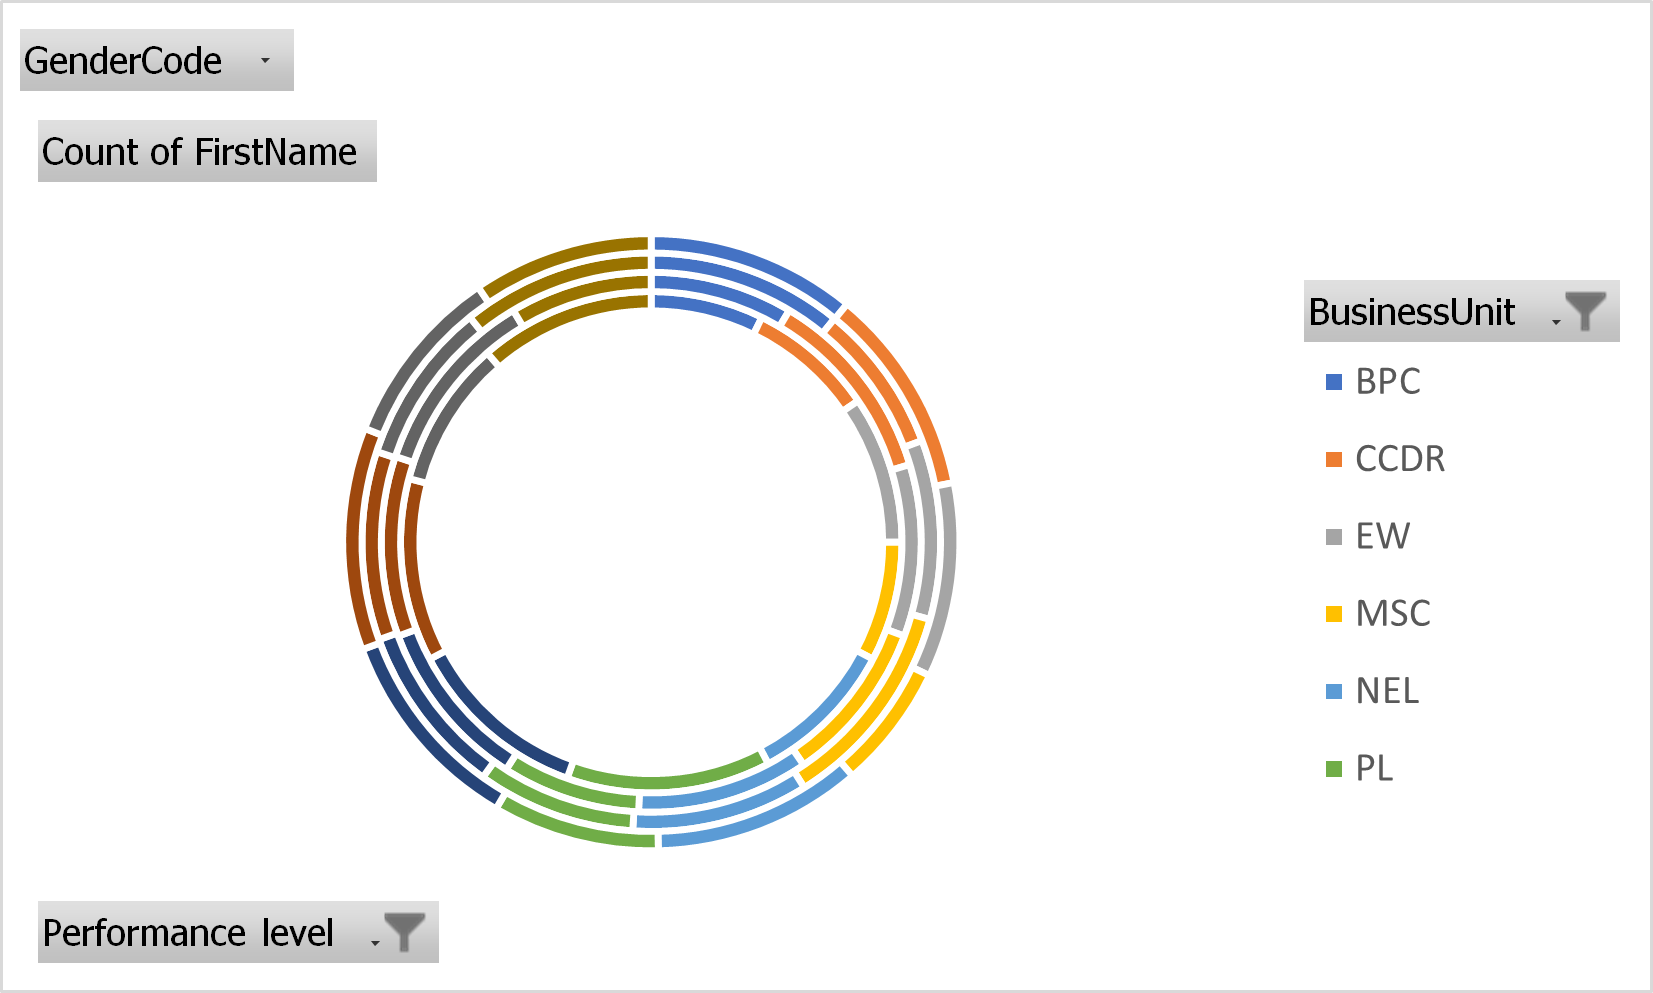 GenderCode
Count of FirstName
BusinessUnit
BPC
CCDR
EW
MSC
NEL
PL
Performance level